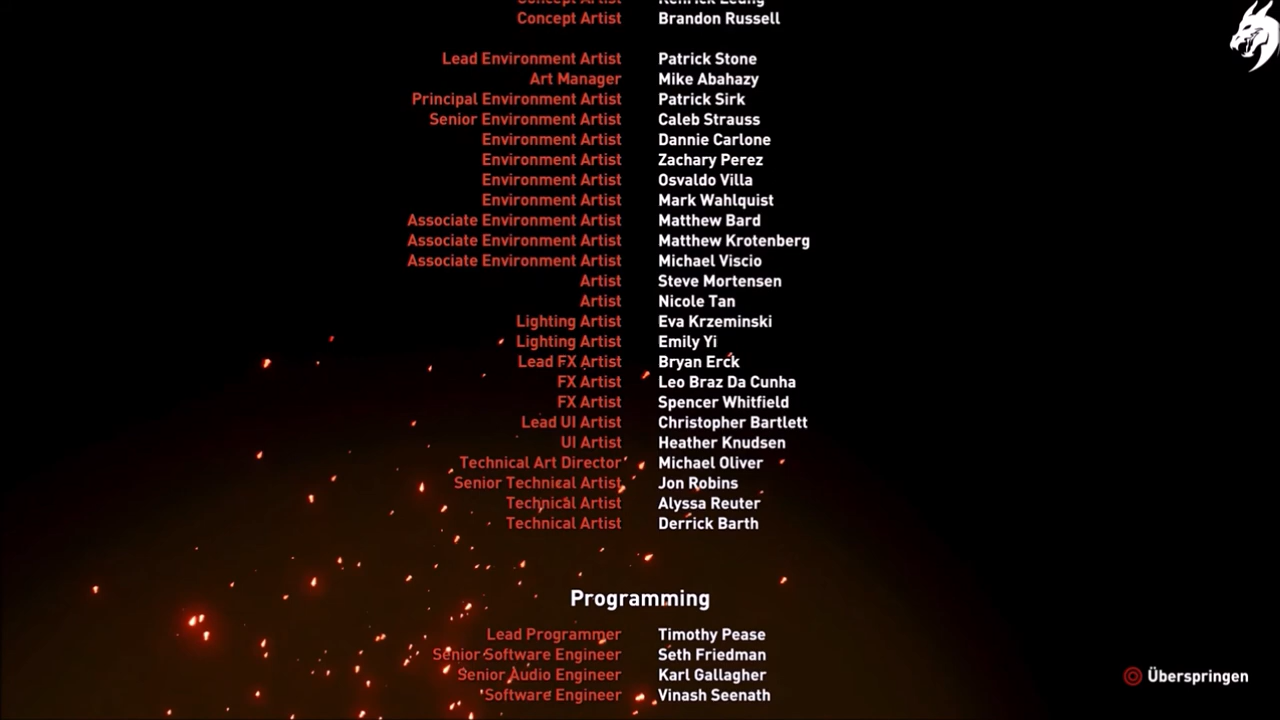 Concept Artist Kenrick Leung
Concept Artist Brandon Russell
Lead Environment Artist Patrick Stone
Art Manager Mike Abahazy
Principal Environment Artist Patrick Sirk
Senior Environment Artist Caleb Strauss
Environment Artist Dannie Carlone
Environment Artist Zachary Perez
Environment Artist Osvaldo Villa
Environment Artist Mark Wahlquist
Associate Environment Artist Matthew Bard
Associate Environment Artist Matthew Krotenberg
Associate Environment Artist Michael Viscio
Artist Steve Mortensen
Artist Nicole Tan
Lighting Artist Eva Krzeminski
Lighting Artist Emily Yi
Lead FX Artist Bryan Erck
FX Artist Leo Braz Da Cunha
FX Artist Spencer Whitfield
Lead UI Artist Christopher Bartlett
UI Artist Heather Knudsen
Technical Art Director Michael Oliver
Senior Technical Artist Jon Robins
Technical Artist Alyssa Reuter
Technical Artist Derrick Barth
Programming
Lead Programmer Timothy Pease
Senior Software Engineer Seth Friedman
Senior Audio Engineer Karl Gallagher
Software Engineer Vinash Seenath
Überspringen